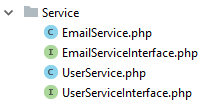 Service
C EmailService.php
I EmailServiceInterface.php
C UserService.php
I UserServiceInterface.php